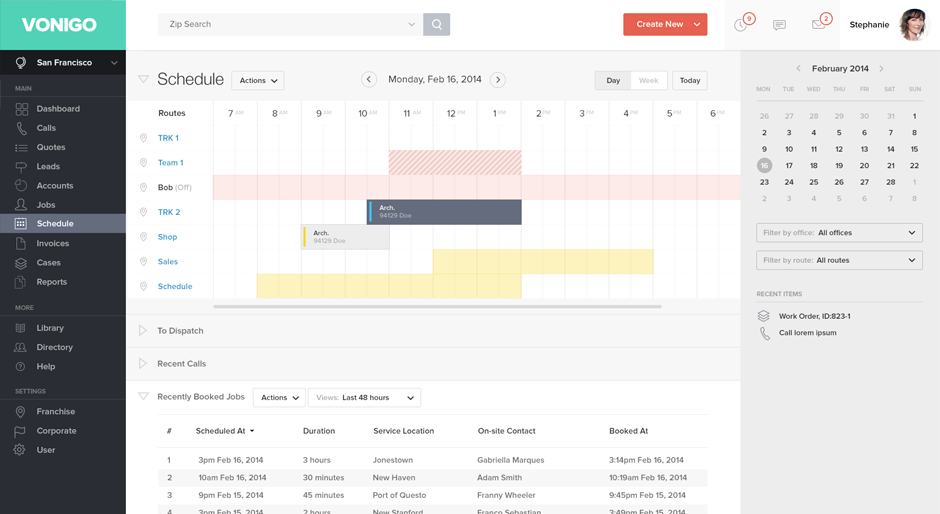 VONIGO
Zip Search
Create New
9
2
Stephanie
San Francisco
MAIN
Dashboard
Calls
Quotes
Leads
Accounts
Jobs
Schedule
Invoices
Cases
Reports
MORE
Library
Directory
Help
SETTINGS
Franchise
Corporate
User
Schedule
Actions
Monday, Feb 16, 2014
Day Week Today
Routes 7 AM 8 AM 9 AM 10 AM 11 AM 12 PM 1 PM 2 PM 3 PM 4 PM 5 PM 6 PM
TRK 1
Team 1
Bob (Off)
TRK 2
Arch.
94129 Doe
Shop
Arch.
94129 Doe
Sales
Schedule
To Dispatch
Recent Calls
Recently Booked Jobs
Actions
Views: Last 48 hours
# Scheduled At Duration Service Location On-site Contact Booked At
1 3pm Feb 16, 2014 3 hours Jonestown Gabriella Marques 3:14pm Feb 16, 2014
2 10am Feb 16, 2014 30 minutes New Haven Adam Smith 10:19am Feb 16, 2014
3 9pm Feb 15, 2014 45 minutes Port of Questo Franny Wheeler 9:45pm Feb 15, 2014
4 3pm Feb 15, 2014 2 hours New Stanford Franco Sebastian 3:49pm Feb 15, 2014
February 2014
MON TUE WED THU FRI SAT SUN
26 27 28 29 30 31 1
2 3 4 5 6 7 8
9 10 11 12 13 14 15
16 17 18 19 20 21 22
23 24 25 26 27 28 1
2 3 4 5 6 7 8
Filter by office: All offices
Filter by route: All routes
RECENT ITEMS
Work Order, ID:823-1
Call lorem ipsum